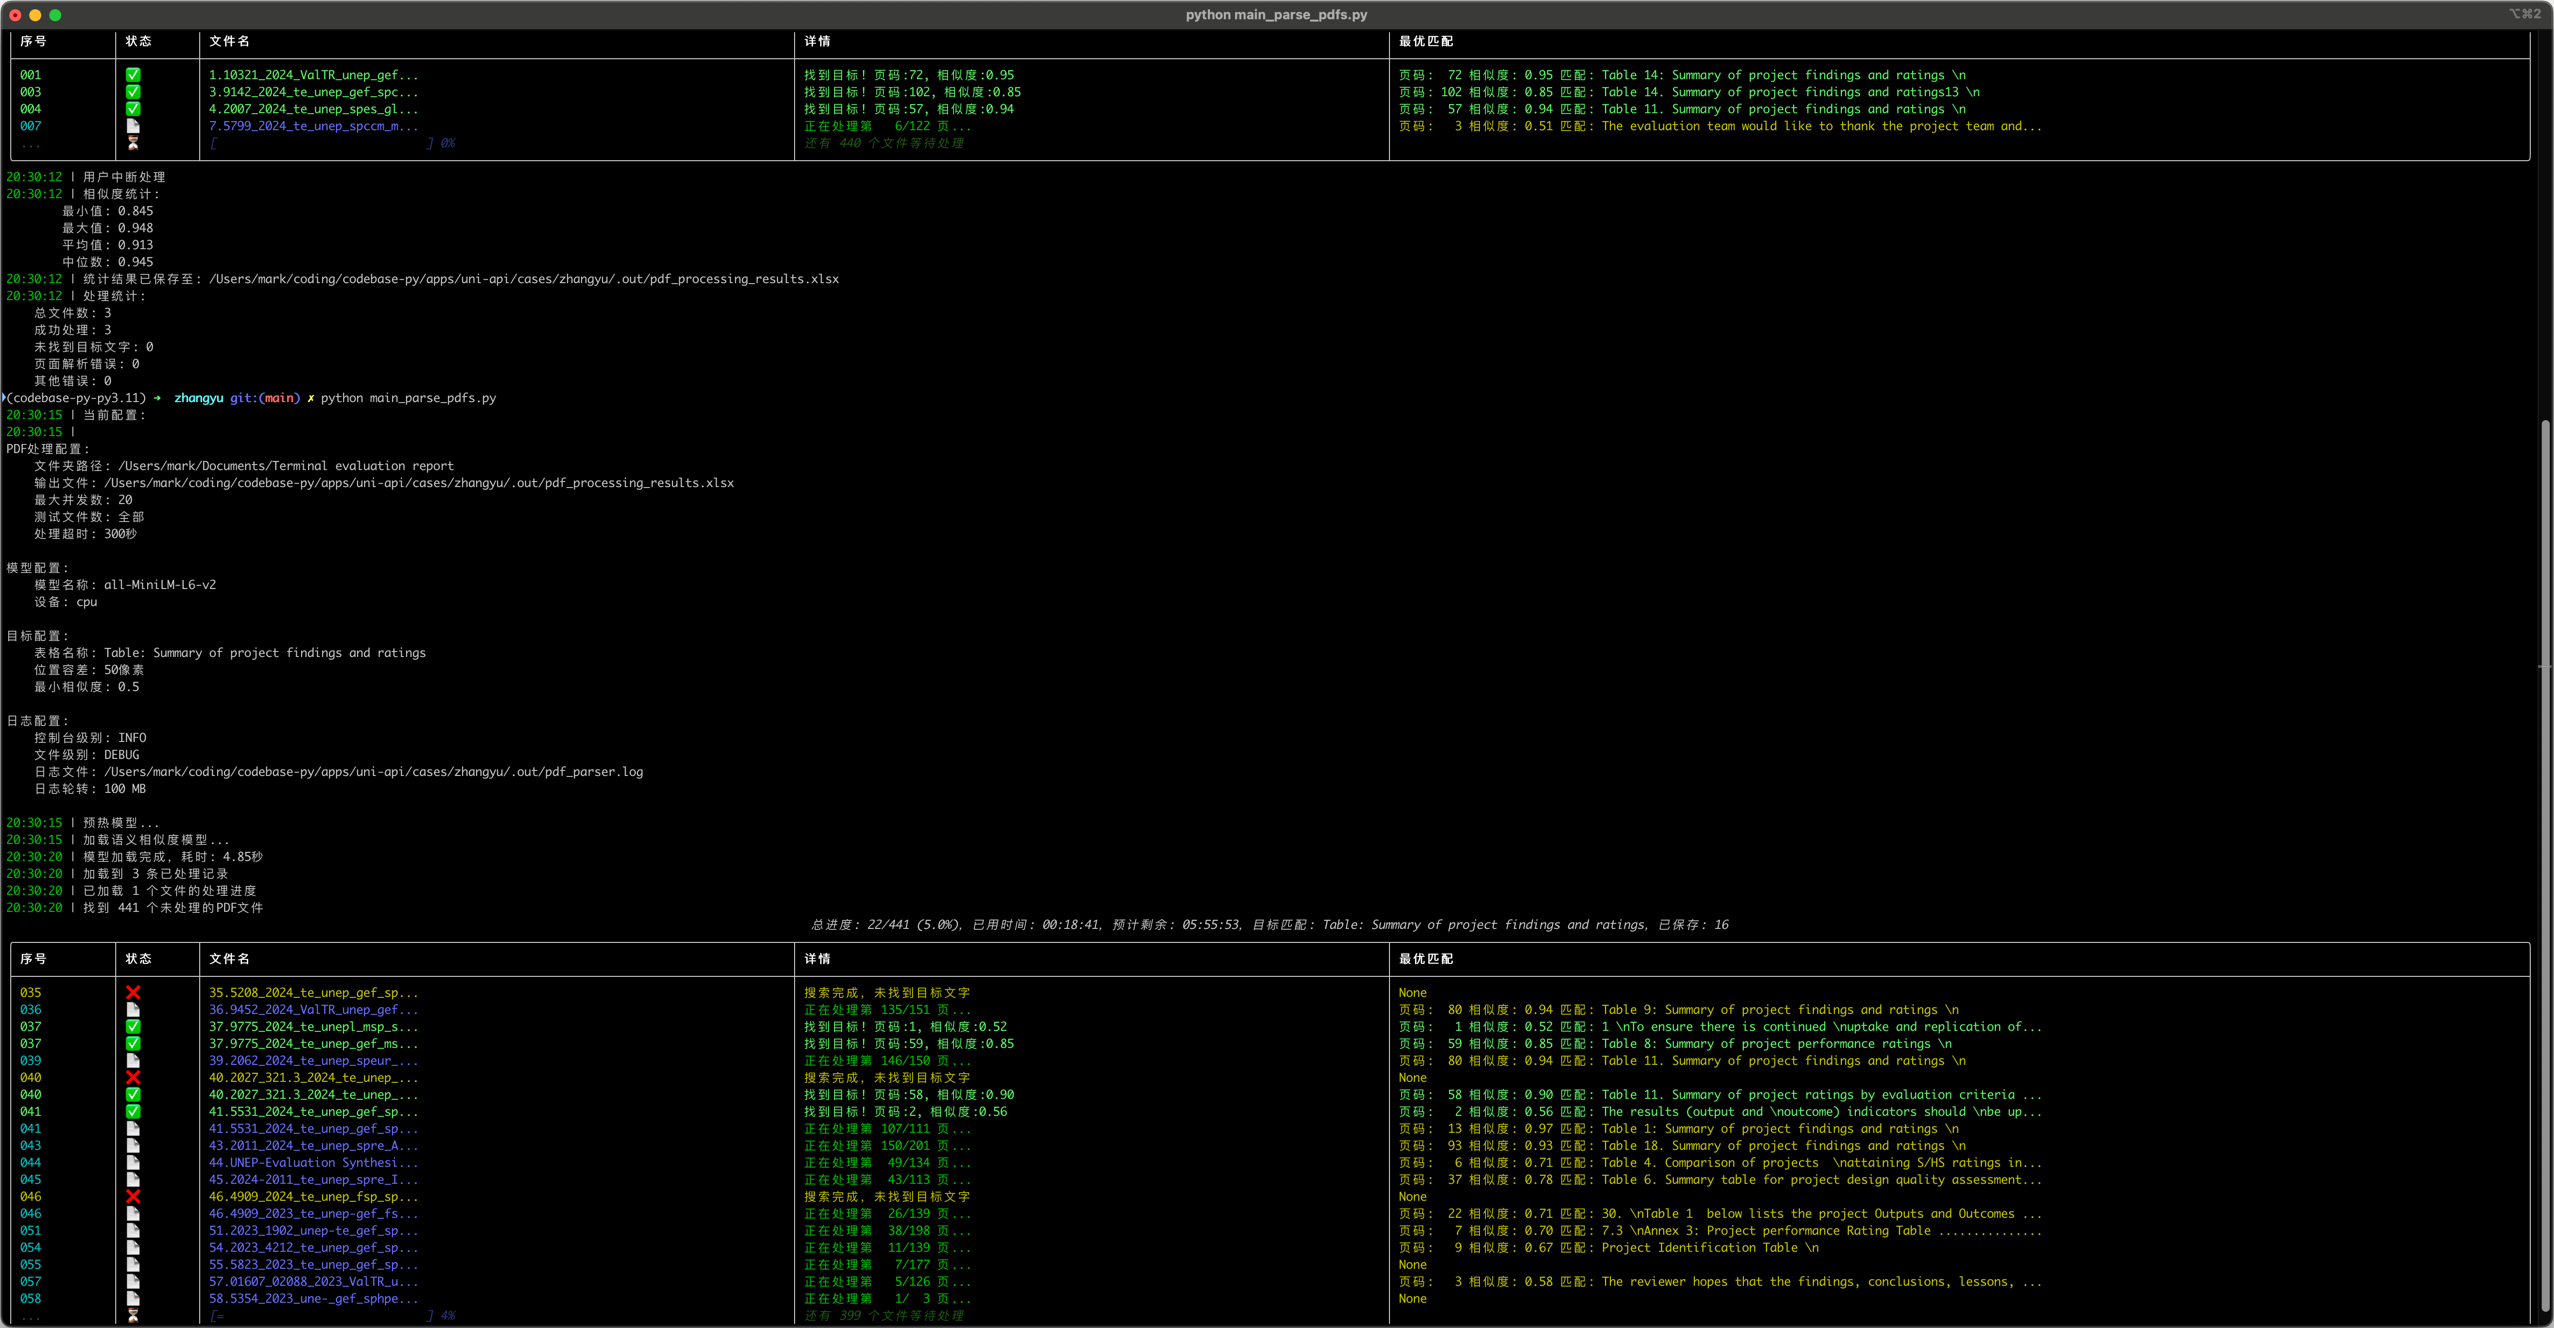 python main_parse_pdfs.py
⌥⌘2
序号 状态 文件名 详情 最优匹配
001 ✅ 1.10321_2024_ValTR_unep_gef... 找到目标! 页码:72, 相似度:0.95 页码: 72 相似度: 0.95 匹配: Table 14: Summary of project findings and ratings \n
003 ✅ 3.9142_2024_te_unep_gef_spc... 找到目标! 页码:102, 相似度:0.85 页码: 102 相似度: 0.85 匹配: Table 14. Summary of project findings and ratings13 \n
004 ✅ 4.2007_2024_te_unep_spes_gl... 找到目标! 页码:57, 相似度:0.94 页码: 57 相似度: 0.94 匹配: Table 11. Summary of project findings and ratings \n
007 📄 7.5799_2024_te_unep_spccm_m... 正在处理第 6/122 页... 页码: 3 相似度: 0.51 匹配: The evaluation team would like to thank the project team and...
... ⏳ [ ] 0% 还有 440 个文件等待处理
20:30:12 | 用户中断处理
20:30:12 | 相似度统计:
最小值: 0.845
最大值: 0.948
平均值: 0.913
中位数: 0.945
20:30:12 | 统计结果已保存至: /Users/mark/coding/codebase-py/apps/uni-api/cases/zhangyu/.out/pdf_processing_results.xlsx
20:30:12 | 处理统计:
总文件数: 3
成功处理: 3
未找到目标文字: 0
页面解析错误: 0
其他错误: 0
(codebase-py-py3.11) ➜ zhangyu git:(main) ✗ python main_parse_pdfs.py
20:30:15 | 当前配置:
20:30:15 |
PDF处理配置:
文件夹路径: /Users/mark/Documents/Terminal evaluation report
输出文件: /Users/mark/coding/codebase-py/apps/uni-api/cases/zhangyu/.out/pdf_processing_results.xlsx
最大并发数: 20
测试文件数: 全部
处理超时: 300秒
模型配置:
模型名称: all-MiniLM-L6-v2
设备: cpu
目标配置:
表格名称: Table: Summary of project findings and ratings
位置容差: 50像素
最小相似度: 0.5
日志配置:
控制台级别: INFO
文件级别: DEBUG
日志文件: /Users/mark/coding/codebase-py/apps/uni-api/cases/zhangyu/.out/pdf_parser.log
日志轮转: 100 MB
20:30:15 | 预热模型...
20:30:15 | 加载语义相似度模型...
20:30:20 | 模型加载完成, 耗时: 4.85秒
20:30:20 | 加载到 3 条已处理记录
20:30:20 | 已加载 1 个文件的处理进度
20:30:20 | 找到 441 个未处理的PDF文件
总进度: 22/441 (5.0%), 已用时间: 00:18:41, 预计剩余: 05:55:53, 目标匹配: Table: Summary of project findings and ratings, 已保存: 16
序号 状态 文件名 详情 最优匹配
035 ❌ 35.5208_2024_te_unep_gef_sp... 搜索完成, 未找到目标文字 None
036 📄 36.9452_2024_ValTR_unep_gef... 正在处理第 135/151 页... 页码: 80 相似度: 0.94 匹配: Table 9: Summary of project findings and ratings \n
037 ✅ 37.9775_2024_te_unepl_msp_s... 找到目标! 页码:1, 相似度:0.52 页码: 1 相似度: 0.52 匹配: 1 \nTo ensure there is continued \nuptake and replication of...
037 ✅ 37.9775_2024_te_unep_gef_ms... 找到目标! 页码:59, 相似度:0.85 页码: 59 相似度: 0.85 匹配: Table 8: Summary of project performance ratings \n
039 📄 39.2062_2024_te_unep_speur_... 正在处理第 146/150 页... 页码: 80 相似度: 0.94 匹配: Table 11. Summary of project findings and ratings \n
040 ❌ 40.2027_321.3_2024_te_unep_... 搜索完成, 未找到目标文字 None
040 ✅ 40.2027_321.3_2024_te_unep_... 找到目标! 页码:58, 相似度:0.90 页码: 58 相似度: 0.90 匹配: Table 11. Summary of project ratings by evaluation criteria ...
041 ✅ 41.5531_2024_te_unep_gef_sp... 找到目标! 页码:2, 相似度:0.56 页码: 2 相似度: 0.56 匹配: The results (output and \noutcome) indicators should \nbe up...
041 📄 41.5531_2024_te_unep_gef_sp... 正在处理第 107/111 页... 页码: 13 相似度: 0.97 匹配: Table 1: Summary of project findings and ratings \n
043 📄 43.2011_2024_te_unep_spre_A... 正在处理第 150/201 页... 页码: 93 相似度: 0.93 匹配: Table 18. Summary of project findings and ratings \n
044 📄 44.UNEP-Evaluation Synthesi... 正在处理第 49/134 页... 页码: 6 相似度: 0.71 匹配: Table 4. Comparison of projects \nattaining S/HS ratings in...
045 📄 45.2024-2011_te_unep_spre_I... 正在处理第 43/113 页... 页码: 37 相似度: 0.78 匹配: Table 6. Summary table for project design quality assessment...
046 ❌ 46.4909_2024_te_unep_fsp_sp... 搜索完成, 未找到目标文字 None
046 📄 46.4909_2023_te_unep-gef_fs... 正在处理第 26/139 页... 页码: 22 相似度: 0.71 匹配: 30. \nTable 1 below lists the project Outputs and Outcomes ...
051 📄 51.2023_1902_unep-te_gef_sp... 正在处理第 38/198 页... 页码: 7 相似度: 0.70 匹配: 7.3 \nAnnex 3: Project performance Rating Table ...............
054 📄 54.2023_4212_te_unep_gef_sp... 正在处理第 11/139 页... 页码: 9 相似度: 0.67 匹配: Project Identification Table \n
055 📄 55.5823_2023_te_unep_gef_sp... 正在处理第 7/177 页... None
057 📄 57.01607_02088_2023_ValTR_u... 正在处理第 5/126 页... 页码: 3 相似度: 0.58 匹配: The reviewer hopes that the findings, conclusions, lessons, ...
058 📄 58.5354_2023_une-_gef_sphpe... 正在处理第 1/ 3 页... None
... ⏳ [= ] 4% 还有 399 个文件等待处理